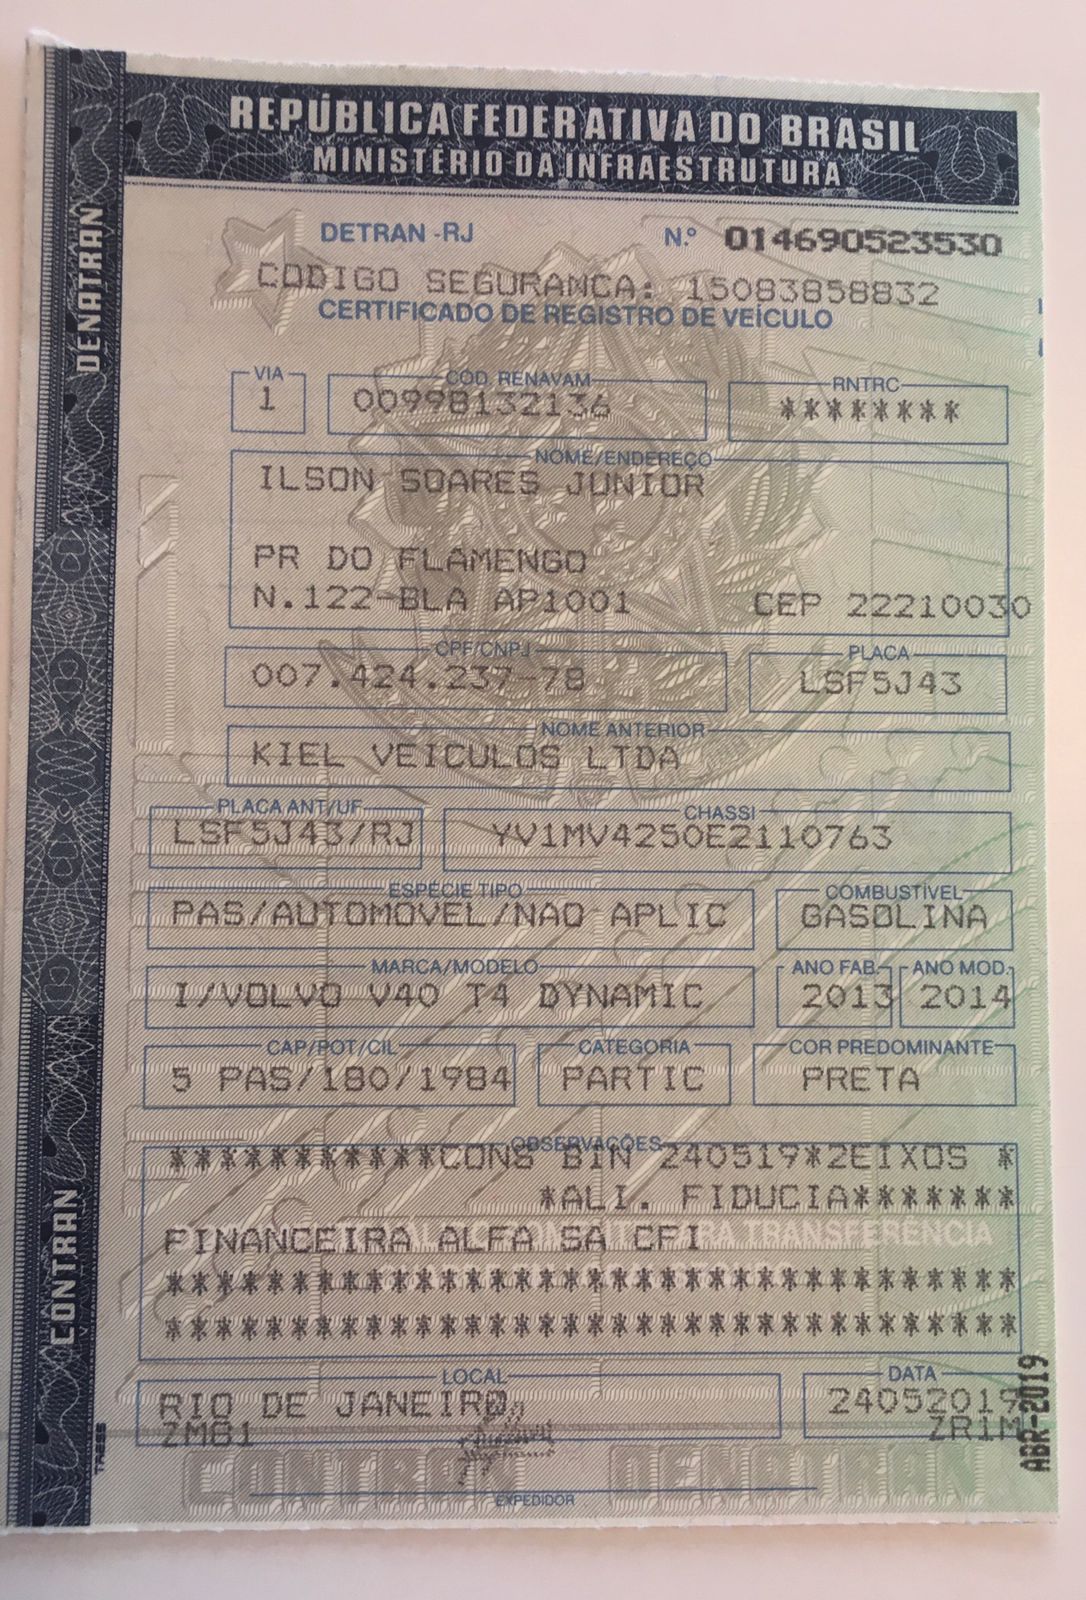 REPÚBLICA FEDERATIVA DO BRASIL
MINISTÉRIO DA INFRAESTRUTURA
DENATRAN
CONTRAN
DETRAN -RJ N.º 014690523530
CODIGO SEGURANCA: 15083858832
CERTIFICADO DE REGISTRO DE VEÍCULO
VIA CÓD. RENAVAM RNTRC
1 00998132136 ********
NOME/ENDEREÇO
ILSON SOARES JUNIOR
PR DO FLAMENGO
N.122-BLA AP1001 CEP 22210030
CPF/CNPJ PLACA
007.424.237-78 LSF5J43
NOME ANTERIOR
KIEL VEICULOS LTDA
PLACA ANT/UF CHASSI
LSF5J43/RJ YV1MV4250E2110763
ESPÉCIE TIPO COMBUSTÍVEL
PAS/AUTOMOVEL/NAO APLIC GASOLINA
MARCA/MODELO ANO FAB. ANO MOD.
I/VOLVO V40 T4 DYNAMIC 2013 2014
CAP/POT/CIL CATEGORIA COR PREDOMINANTE
5 PAS/180/1984 PARTIC PRETA
OBSERVAÇÕES
***********CONS BIN 240519*2EIXOS *
*ALI. FIDUCIA*******
FINANCEIRA ALFA SA CFI
TRANSFERÊNCIA
***********************************
***********************************
LOCAL DATA
RIO DE JANEIRO 24052019
ZMB1 ZR1M
ABR-2019
CONTRAN DENATRAN
EXPEDIDOR